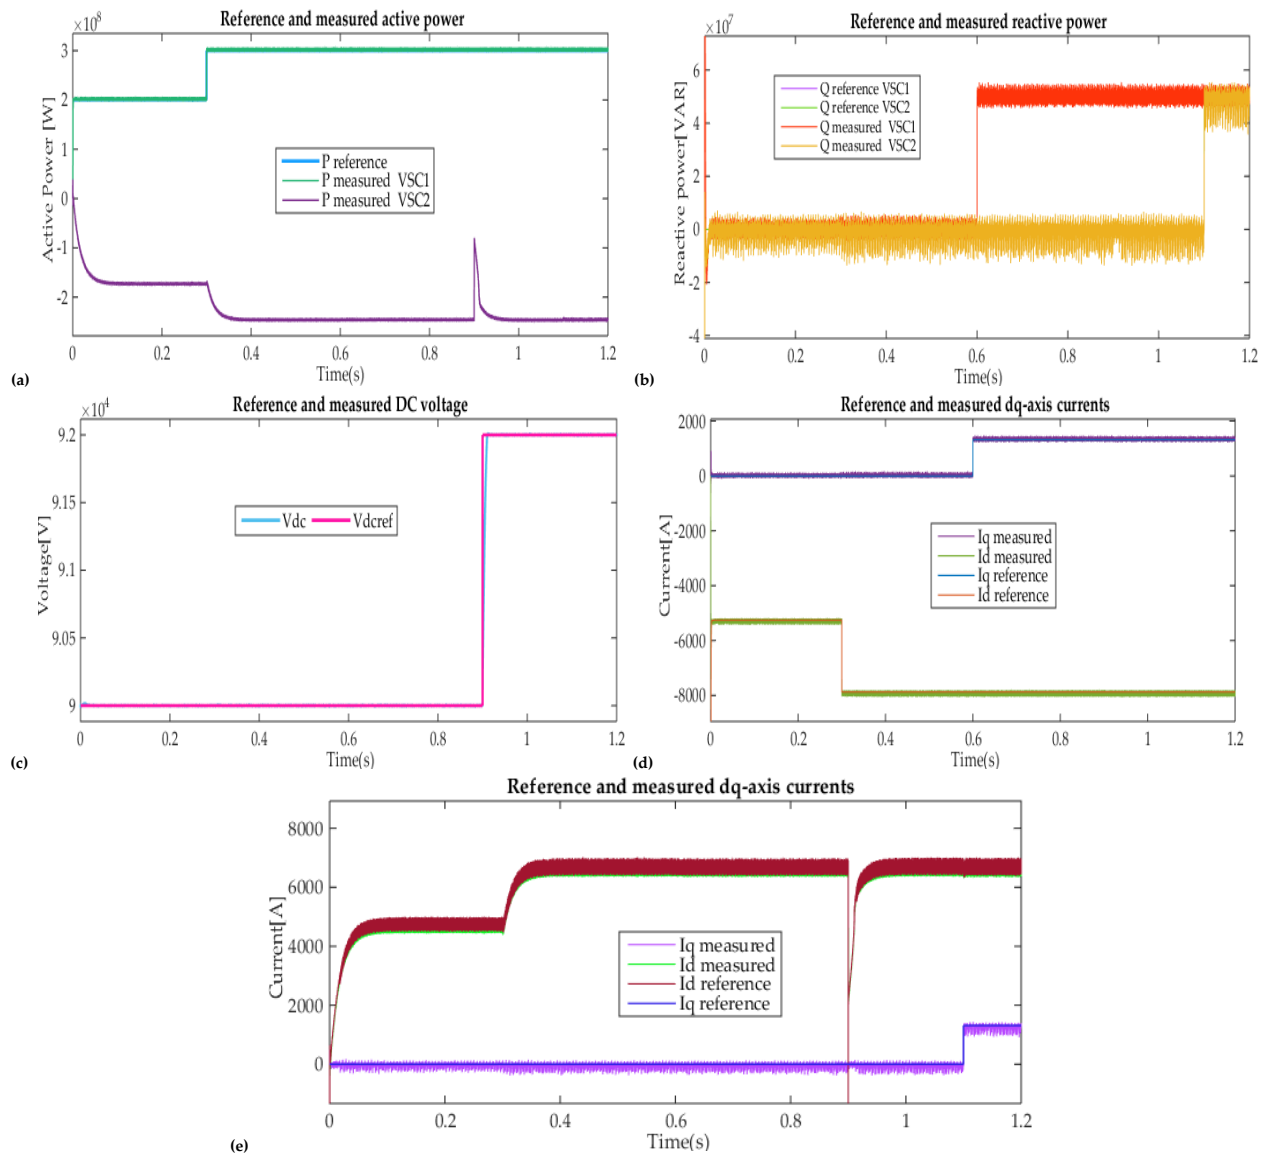 Reference and measured active power
×10⁸
3
2
1
0
-1
-2
Active Power [W]
P reference
P measured VSC1
P measured VSC2
0 0.2 0.4 0.6 0.8 1 1.2
Time(s)
(a)
Reference and measured reactive power
×10⁷
6
4
2
0
-2
-4
Reactive power[VAR]
Q reference VSC1
Q reference VSC2
Q measured VSC1
Q measured VSC2
0 0.2 0.4 0.6 0.8 1 1.2
Time(s)
(b)
Reference and measured DC voltage
×10⁴
9.2
9.15
9.1
9.05
9
Voltage[V]
Vdc Vdcref
0 0.2 0.4 0.6 0.8 1 1.2
Time(s)
(c)
Reference and measured dq-axis currents
2000
0
-2000
-4000
-6000
-8000
Current[A]
Iq measured
Id measured
Iq reference
Id reference
0 0.2 0.4 0.6 0.8 1 1.2
Time(s)
(d)
Reference and measured dq-axis currents
8000
6000
4000
2000
0
Current[A]
Iq measured
Id measured
Id reference
Iq reference
0 0.2 0.4 0.6 0.8 1 1.2
Time(s)
(e)